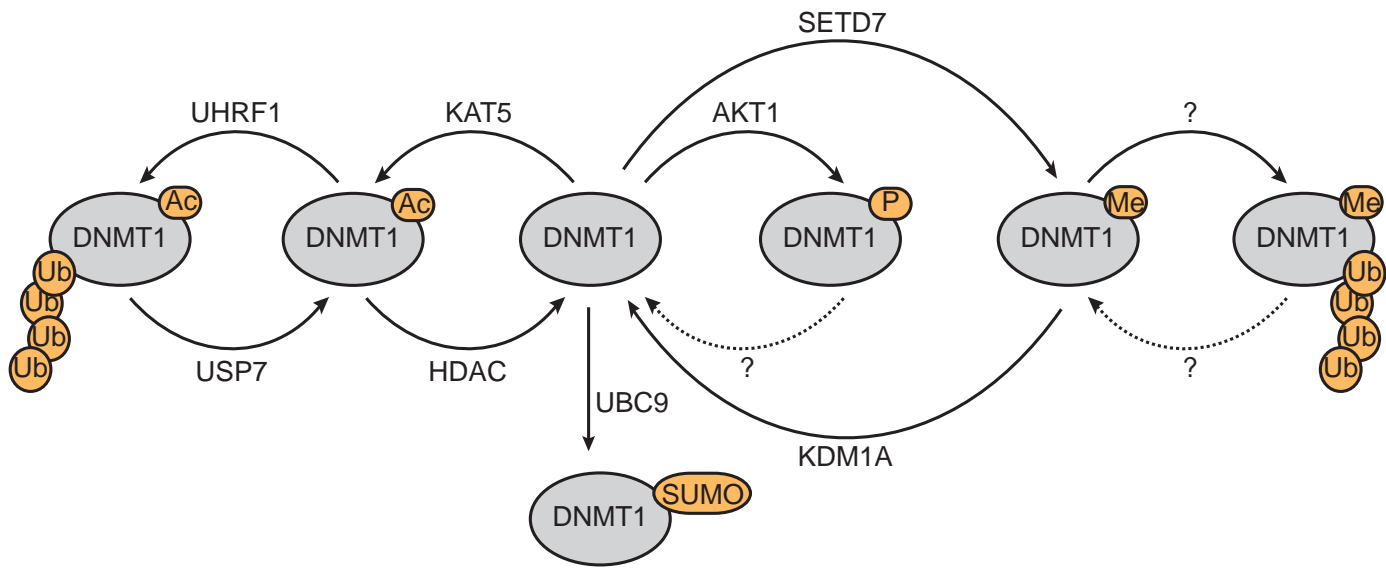 SETD7
UHRF1
KAT5
AKT1
?
Ac
Ac
P
Me
Me
DNMT1
DNMT1
DNMT1
DNMT1
DNMT1
DNMT1
Ub
Ub
Ub
Ub
Ub
Ub
Ub
Ub
USP7
HDAC
?
?
UBC9
KDM1A
SUMO
DNMT1